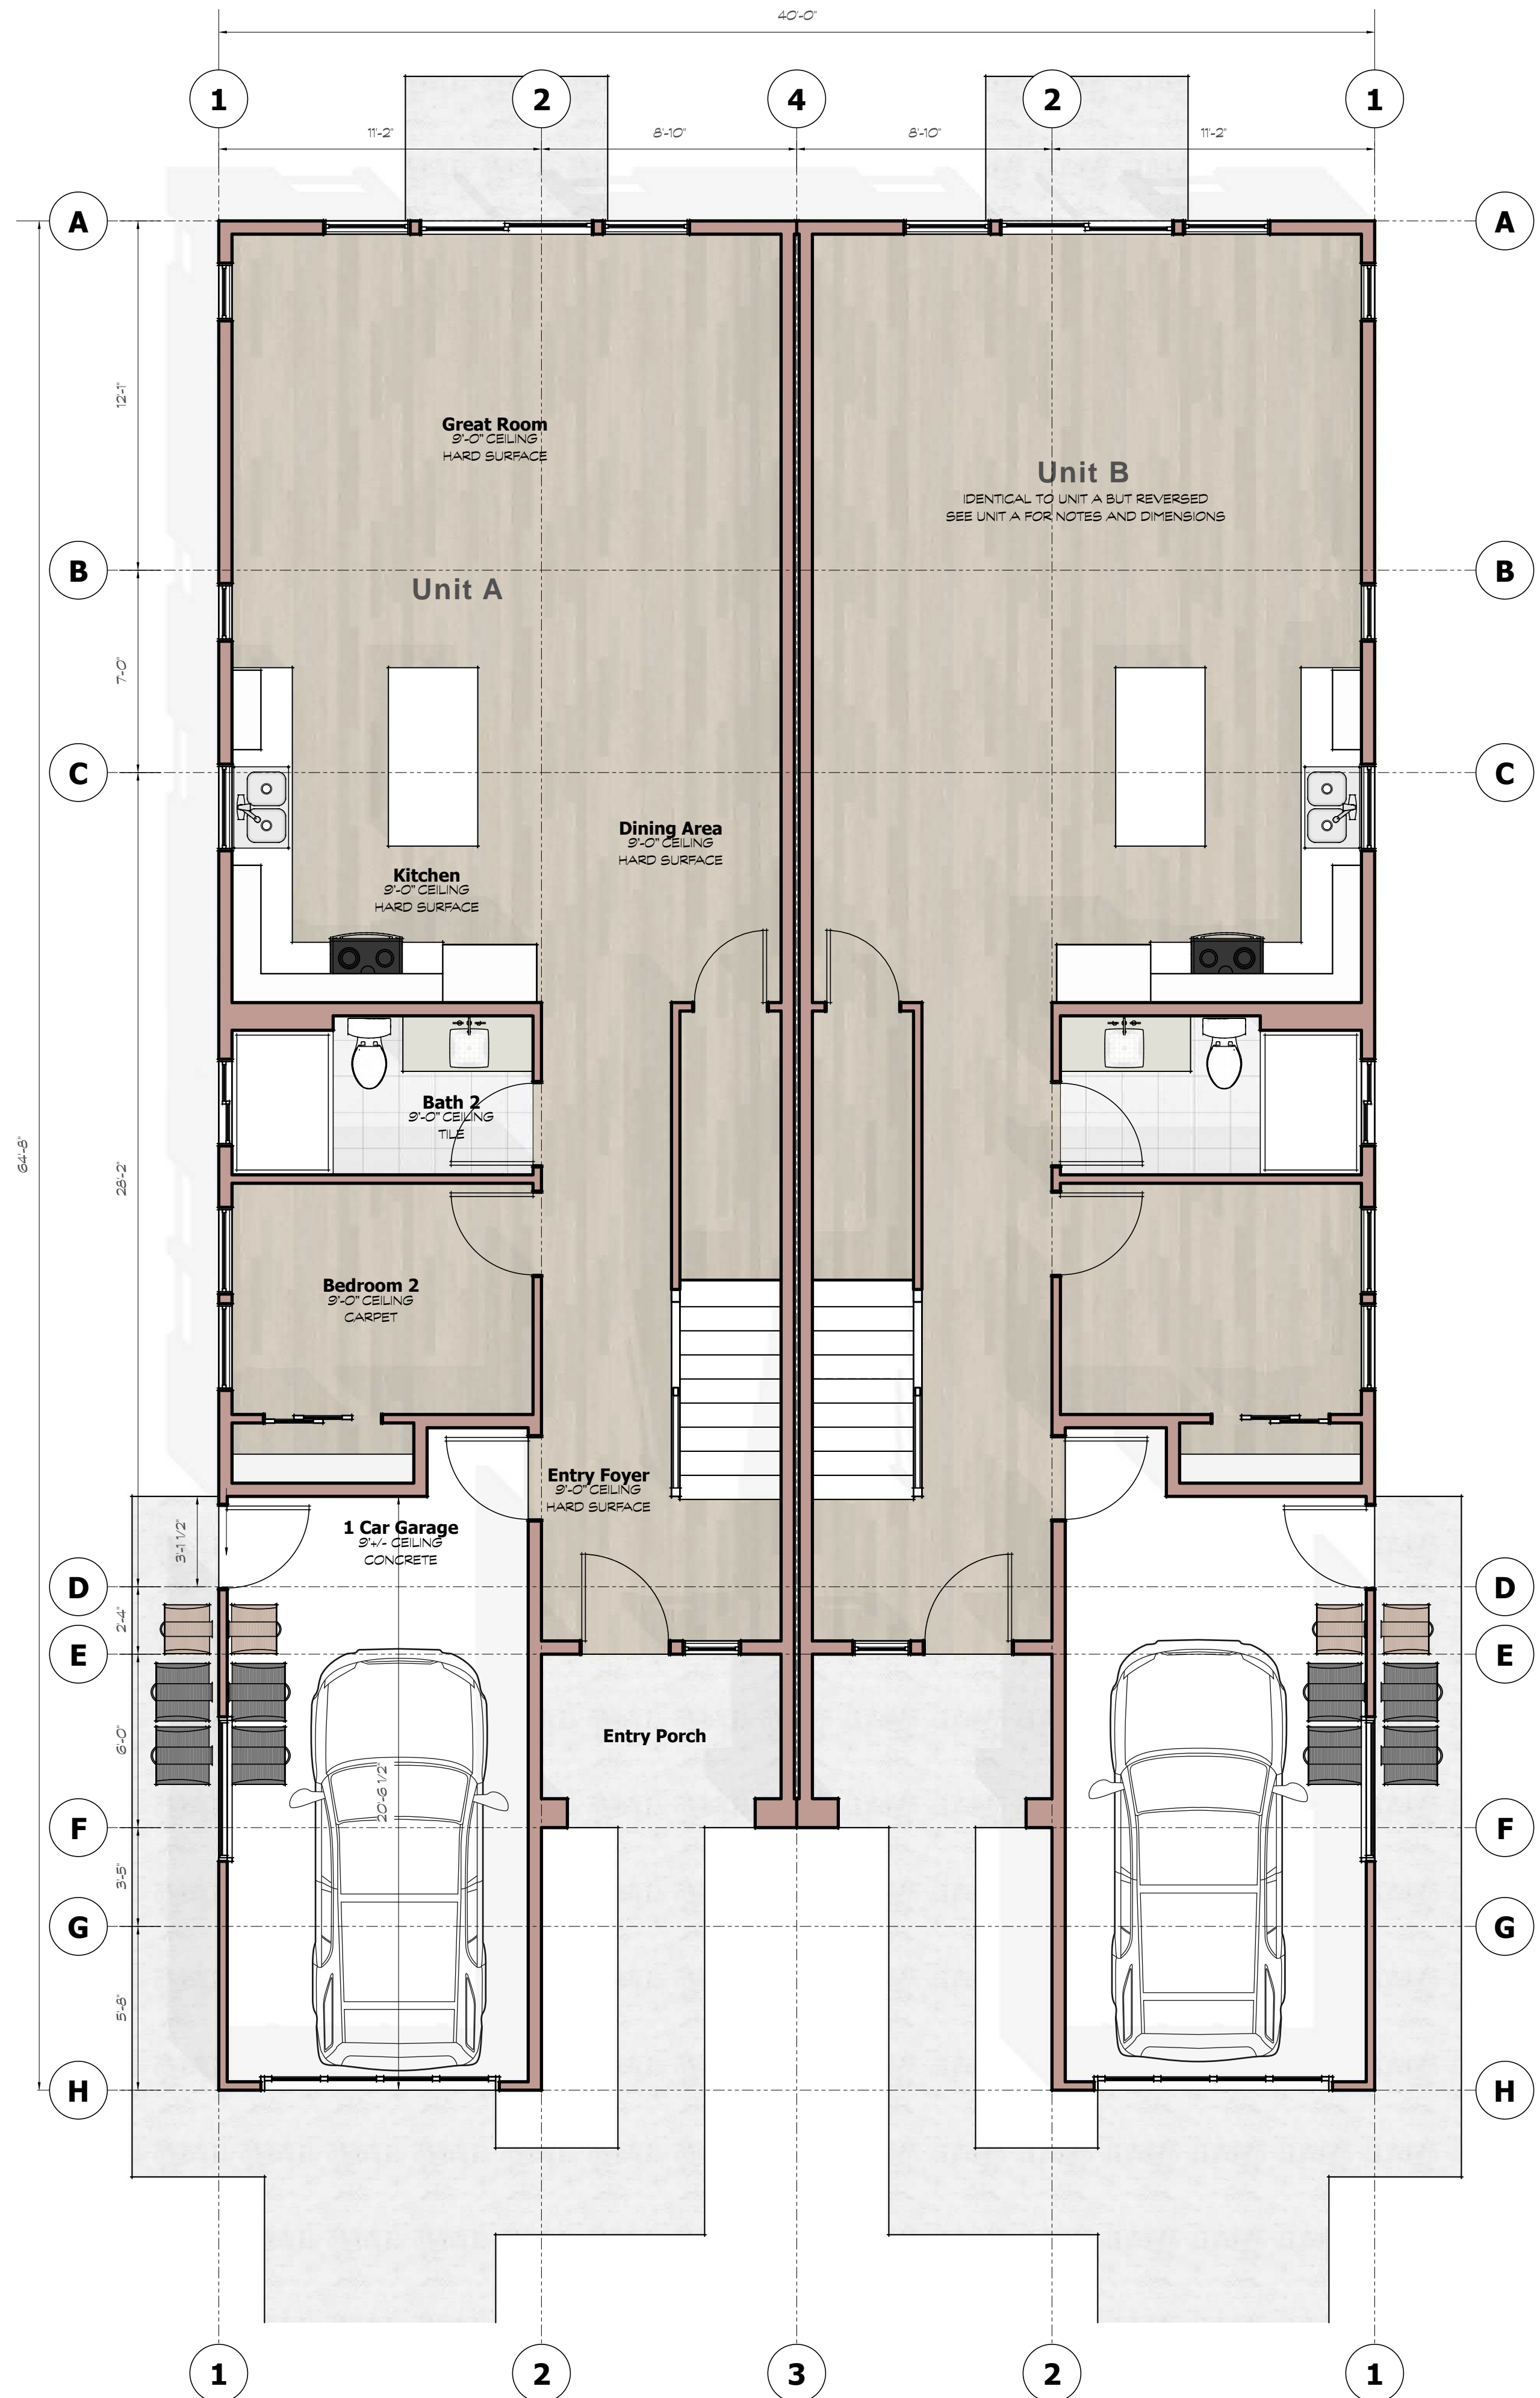 40'-0"
1
2
4
2
1
11'-2"
8'-10"
8'-10"
11'-2"
A
A
12'-1"
Great Room
9'-0" CEILING
HARD SURFACE
Unit B
IDENTICAL TO UNIT A BUT REVERSED
SEE UNIT A FOR NOTES AND DIMENSIONS
B
B
Unit A
7'-0"
C
C
Dining Area
9'-0" CEILING
HARD SURFACE
Kitchen
9'-0" CEILING
HARD SURFACE
Bath 2
9'-0" CEILING
TILE
64'-8"
28'-2"
Bedroom 2
9'-0" CEILING
CARPET
Entry Foyer
9'-0" CEILING
HARD SURFACE
1 Car Garage
9'+/- CEILING
CONCRETE
3'-1 1/2"
D
D
2'-4"
E
E
6'-0"
Entry Porch
20'-6 1/2"
F
F
3'-5"
G
G
5'-8"
H
H
1
2
3
2
1